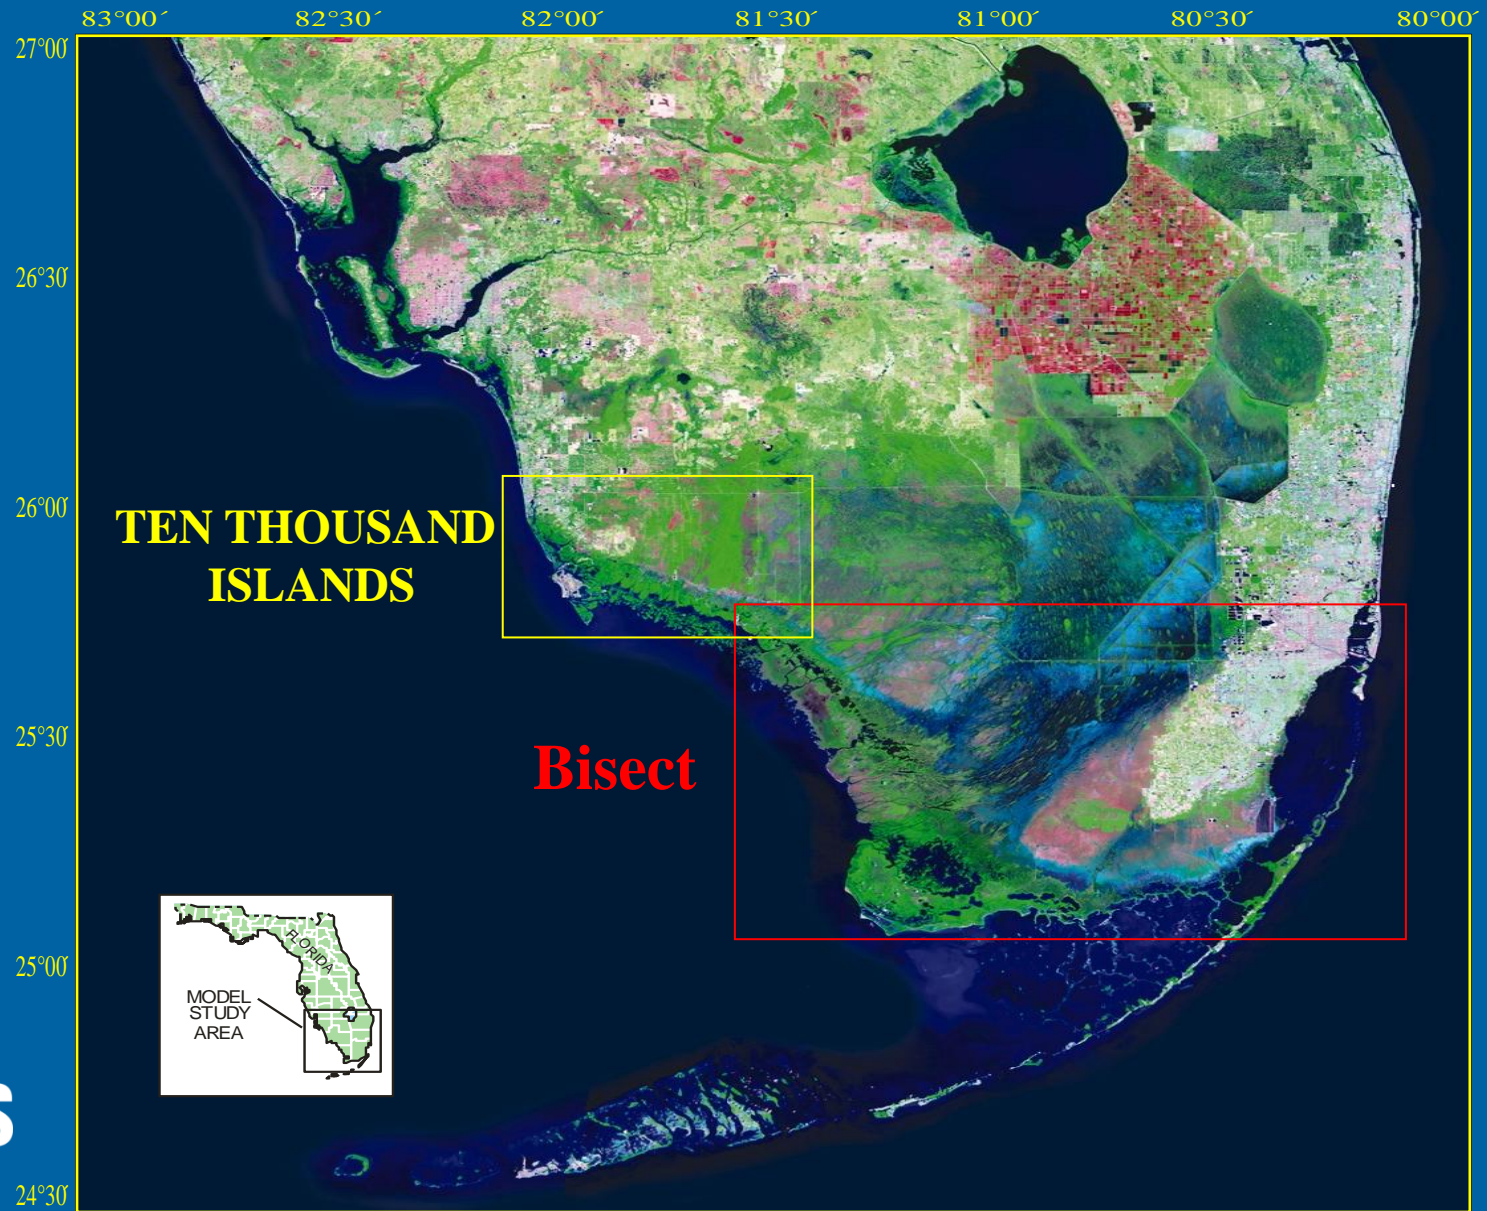 83°00´ 82°30´ 82°00´ 81°30´ 81°00´ 80°30´ 80°00´
27°00´
26°30´
26°00´
TEN THOUSAND
ISLANDS
25°30´
Bisect
25°00´
FLORIDA
MODEL
STUDY
AREA
S
24°30´